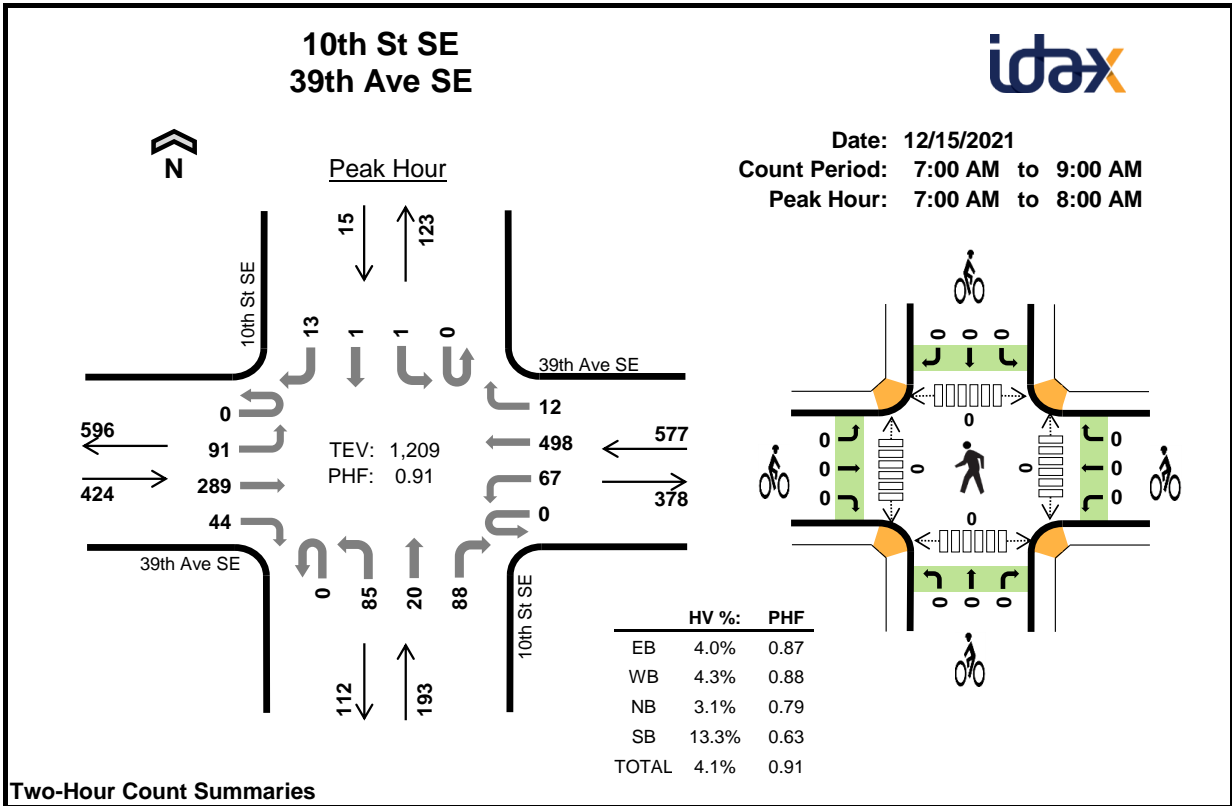 10th St SE
39th Ave SE
idax
N
Peak Hour
Date: 12/15/2021
Count Period: 7:00 AM to 9:00 AM
Peak Hour: 7:00 AM to 8:00 AM
15
123
10th St SE
13
1
1
0
39th Ave SE
0
91
289
44
596
424
TEV: 1,209
PHF: 0.91
12
498
67
0
577
378
39th Ave SE
0
85
20
88
10th St SE
112
193
0 0 0
0
0
0
0
0
0
0
0
0
0
0
0 0 0
HV %: PHF
EB 4.0% 0.87
WB 4.3% 0.88
NB 3.1% 0.79
SB 13.3% 0.63
TOTAL 4.1% 0.91
Two-Hour Count Summaries